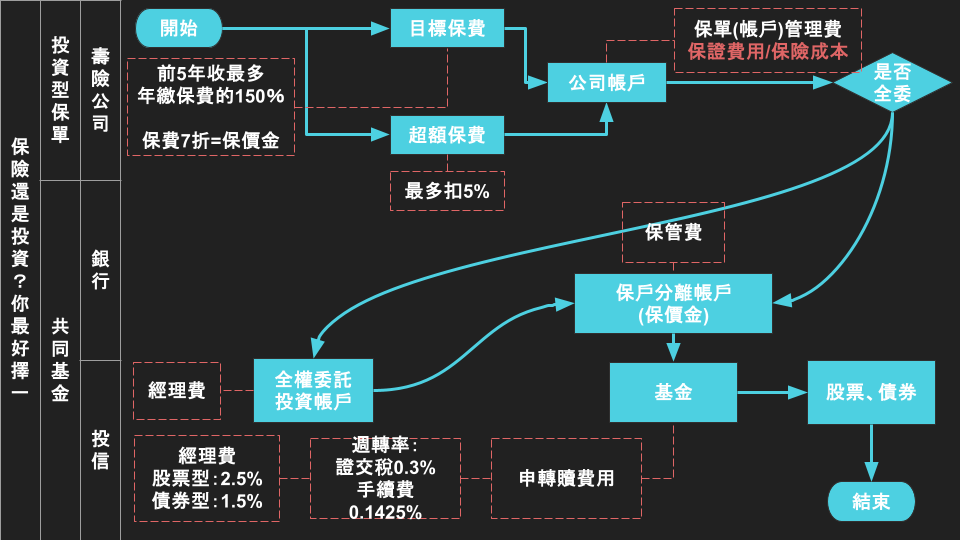 保險還是投資？你最好擇一
投資型保單
共同基金
壽險公司
銀行
投信
開始
目標保費
保單(帳戶)管理費
保證費用/保險成本
前5年收最多
年繳保費的150%
保費7折=保價金
公司帳戶
是否
全委
超額保費
最多扣5%
保管費
保戶分離帳戶
(保價金)
經理費
全權委託
投資帳戶
基金
股票、債券
經理費
股票型：2.5%
債券型：1.5%
週轉率：
證交稅0.3%
手續費
0.1425%
申轉贖費用
結束